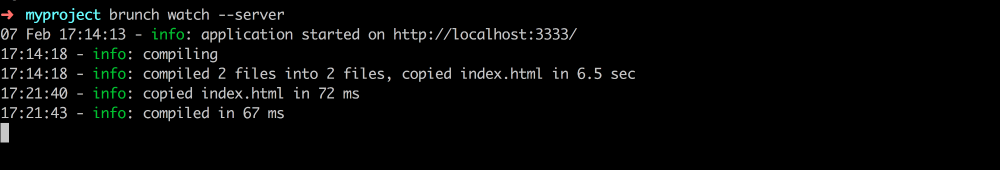 ➜ myproject brunch watch --server
07 Feb 17:14:13 - info: application started on http://localhost:3333/
17:14:18 - info: compiling
17:14:18 - info: compiled 2 files into 2 files, copied index.html in 6.5 sec
17:21:40 - info: copied index.html in 72 ms
17:21:43 - info: compiled in 67 ms